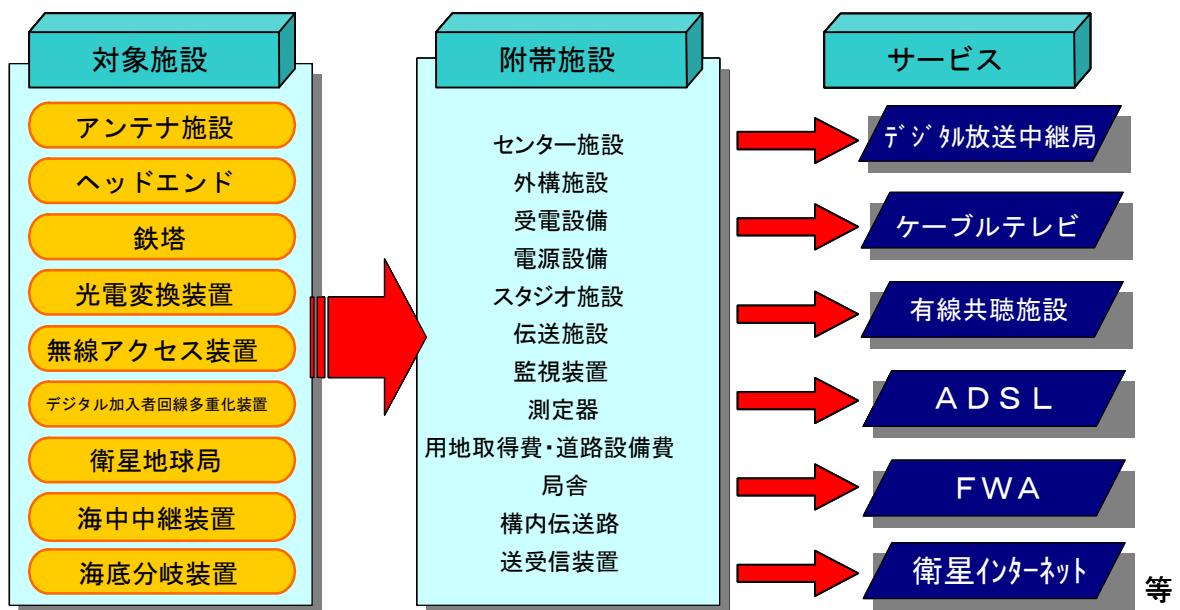 対象施設
アンテナ施設
ヘッドエンド
鉄塔
光電変換装置
無線アクセス装置
デジタル加入者回線多重化装置
衛星地球局
海中中継装置
海底分岐装置
附帯施設
センター施設
外構施設
受電設備
電源設備
スタジオ施設
伝送施設
監視装置
測定器
用地取得費・道路設備費
局舎
構内伝送路
送受信装置
サービス
ﾃﾞｼﾞﾀﾙ放送中継局
ケーブルテレビ
有線共聴施設
ＡＤＳＬ
ＦＷＡ
衛星ｲﾝﾀｰﾈｯﾄ
等